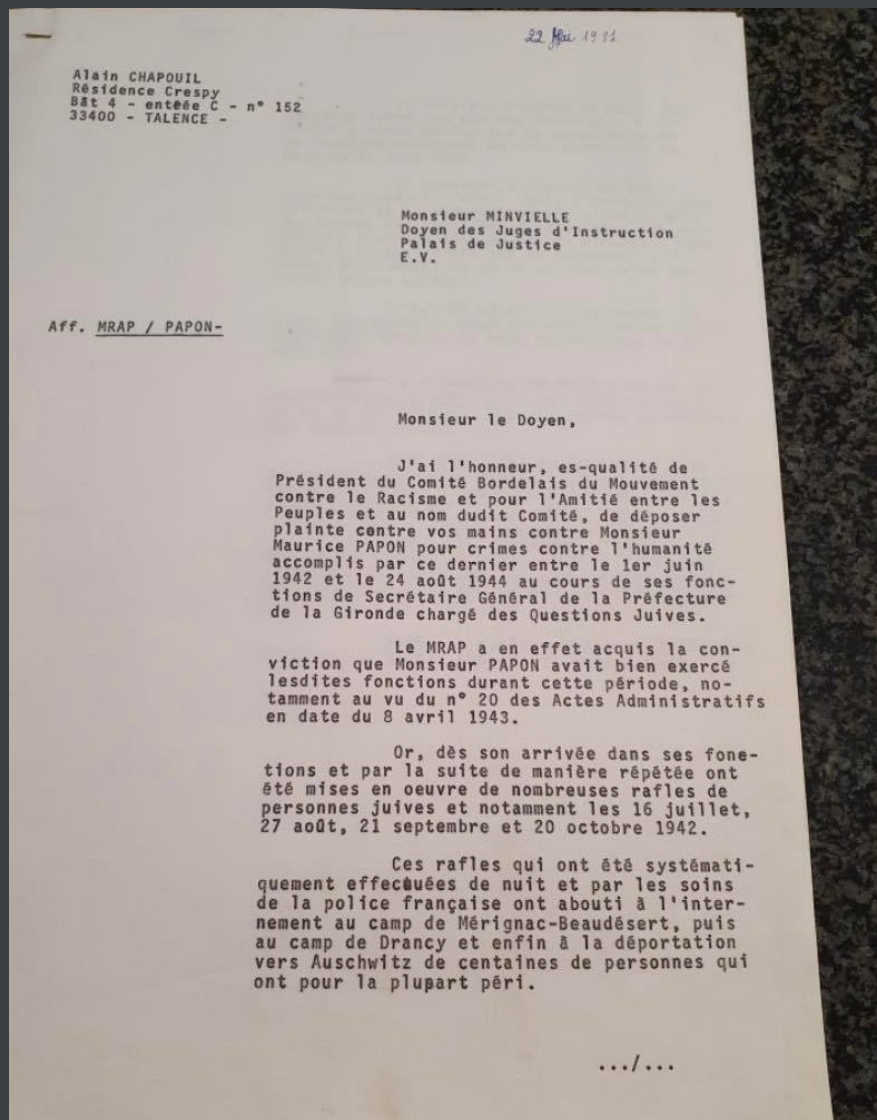 22 Mai 1981
Alain CHAPOUIL
Résidence Crespy
Bât 4 - entéée C - n° 152
33400 - TALENCE -
Monsieur MINVIELLE
Doyen des Juges d'Instruction
Palais de Justice
E.V.
Aff. MRAP / PAPON-
Monsieur le Doyen,
J'ai l'honneur, es-qualité de
Président du Comité Bordelais du Mouvement
contre le Racisme et pour l'Amitié entre les
Peuples et au nom dudit Comité, de déposer
plainte centre vos mains contre Monsieur
Maurice PAPON pour crimes contre l'humanité
accomplis par ce dernier entre le 1er juin
1942 et le 24 août 1944 au cours de ses fonc-
tions de Secrétaire Général de la Préfecture
de la Gironde chargé des Questions Juives.
Le MRAP a en effet acquis la con-
viction que Monsieur PAPON avait bien exercé
lesdites fonctions durant cette période, no-
tamment au vu du n° 20 des Actes Administratifs
en date du 8 avril 1943.
Or, dès son arrivée dans ses fone-
tions et par la suite de manière répétée ont
été mises en oeuvre de nombreuses rafles de
personnes juives et notamment les 16 juillet,
27 août, 21 septembre et 20 octobre 1942.
Ces rafles qui ont été systémati-
quement effectuées de nuit et par les soins
de la police française ont abouti à l'inter-
nement au camp de Mérignac-Beaudésert, puis
au camp de Drancy et enfin à la déportation
vers Auschwitz de centaines de personnes qui
ont pour la plupart péri.
.../...